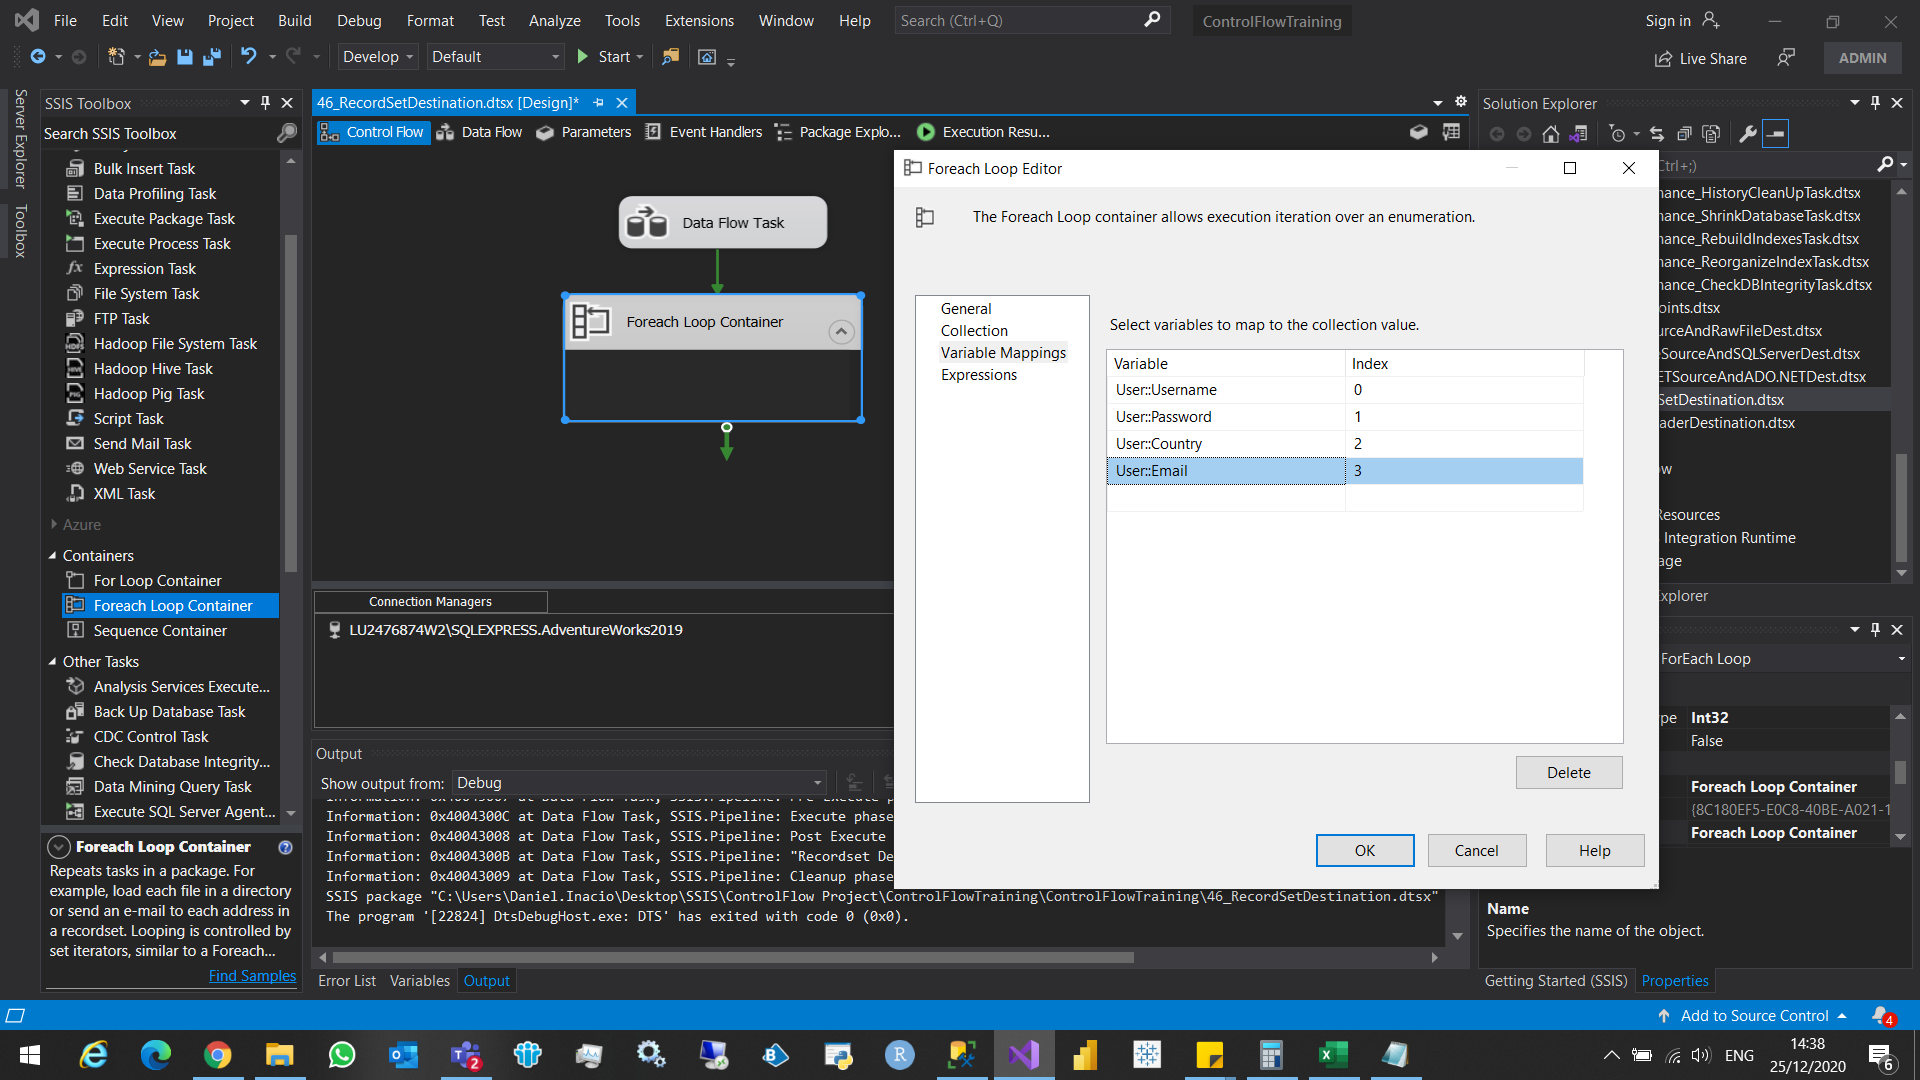 File Edit View Project Build Debug Format Test Analyze Tools Extensions Window Help Search (Ctrl+Q) ControlFlowTraining Sign in
Develop Default Start Live Share ADMIN
Server Explorer
Toolbox
SSIS Toolbox
Search SSIS Toolbox
Bulk Insert Task
Data Profiling Task
Execute Package Task
Execute Process Task
Expression Task
File System Task
FTP Task
Hadoop File System Task
Hadoop Hive Task
Hadoop Pig Task
Script Task
Send Mail Task
Web Service Task
XML Task
Azure
Containers
For Loop Container
Foreach Loop Container
Sequence Container
Other Tasks
Analysis Services Execute...
Back Up Database Task
CDC Control Task
Check Database Integrity...
Data Mining Query Task
Execute SQL Server Agent...
Foreach Loop Container
Repeats tasks in a package. For
example, load each file in a directory
or send an e-mail to each address in
a recordset. Looping is controlled by
set iterators, similar to a Foreach...
Find Samples
46_RecordSetDestination.dtsx [Design]*
Control Flow Data Flow Parameters Event Handlers Package Explo... Execution Resu...
Data Flow Task
Foreach Loop Container
Connection Managers
LU2476874W2\SQLEXPRESS.AdventureWorks2019
Output
Show output from: Debug
Information: 0x4004300C at Data Flow Task, SSIS.Pipeline: Execute phase
Information: 0x40043008 at Data Flow Task, SSIS.Pipeline: Post Execute
Information: 0x4004300B at Data Flow Task, SSIS.Pipeline: "Recordset De
Information: 0x40043009 at Data Flow Task, SSIS.Pipeline: Cleanup phase
SSIS package "C:\Users\Daniel.Inacio\Desktop\SSIS\ControlFlow Project\ControlFlowTraining\ControlFlowTraining\46_RecordSetDestination.dtsx"
The program '[22824] DtsDebugHost.exe: DTS' has exited with code 0 (0x0).
Error List Variables Output
Foreach Loop Editor
The Foreach Loop container allows execution iteration over an enumeration.
General
Collection
Variable Mappings
Expressions
Select variables to map to the collection value.
Variable Index
User::Username 0
User::Password 1
User::Country 2
User::Email 3
Delete
OK Cancel Help
Solution Explorer
Ctrl+;)
nance_HistoryCleanUpTask.dtsx
nance_ShrinkDatabaseTask.dtsx
nance_RebuildIndexesTask.dtsx
nance_ReorganizeIndexTask.dtsx
nance_CheckDBIntegrityTask.dtsx
oints.dtsx
urceAndRawFileDest.dtsx
SourceAndSQLServerDest.dtsx
ETSourceAndADO.NETDest.dtsx
SetDestination.dtsx
aderDestination.dtsx
ow
Resources
Integration Runtime
age
Explorer
ForEach Loop
pe Int32
False
Foreach Loop Container
{8C180EF5-E0C8-40BE-A021-1
Foreach Loop Container
Name
Specifies the name of the object.
Getting Started (SSIS) Properties
Add to Source Control 4
2 R ENG 14:38
25/12/2020 6